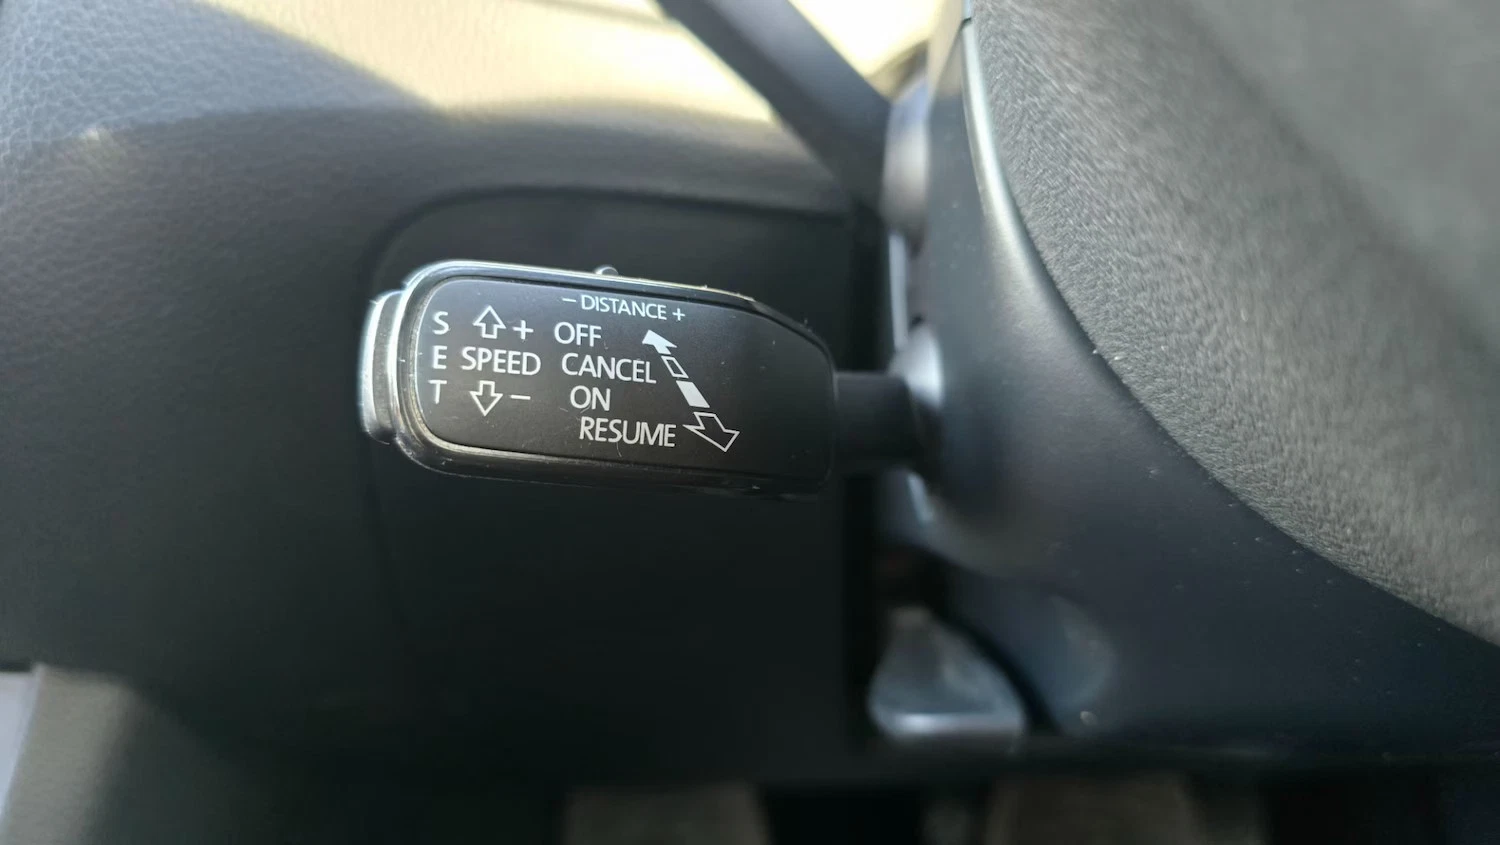 − DISTANCE +
S + OFF
E SPEED CANCEL
T − ON
RESUME